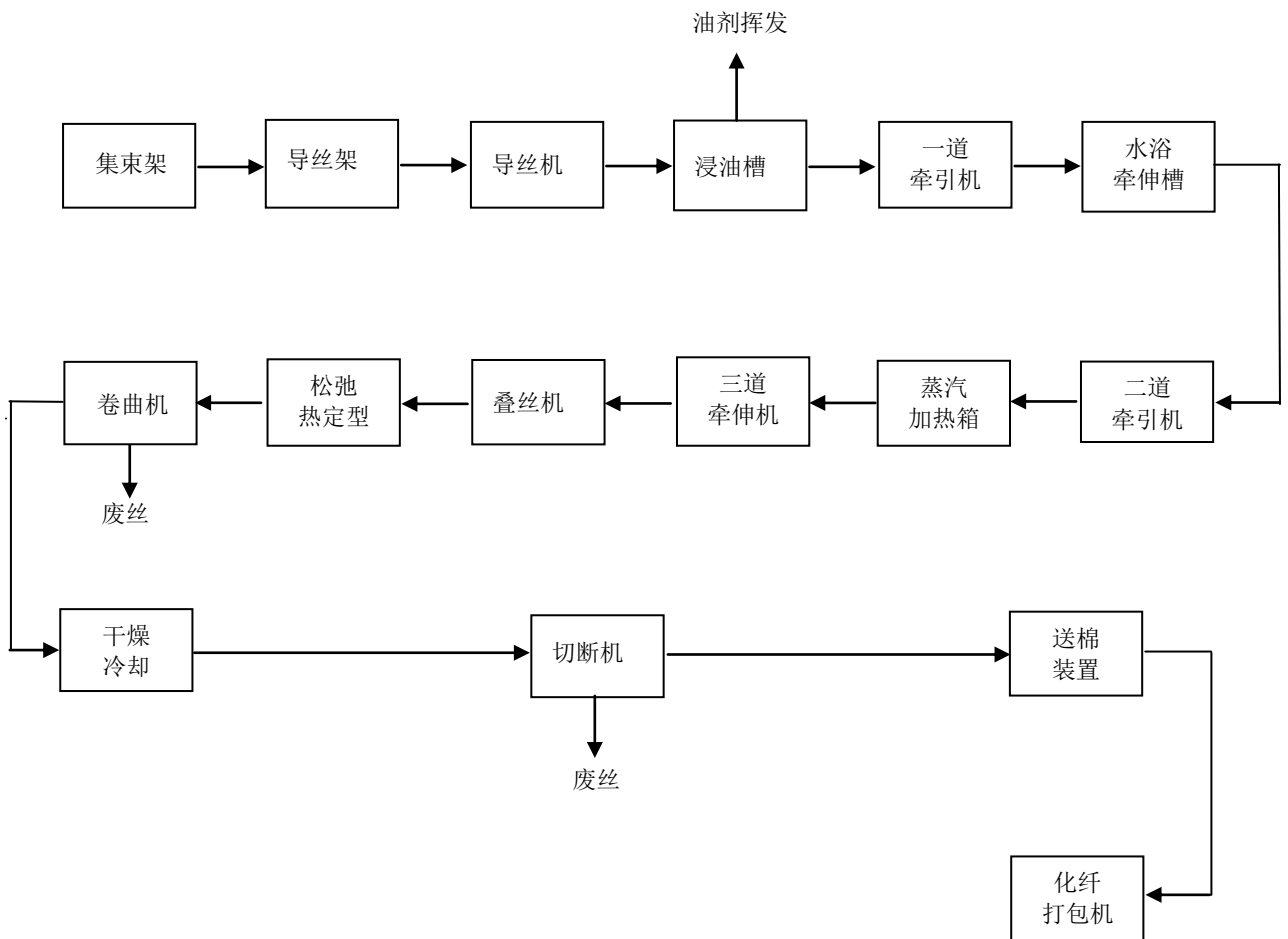 油剂挥发
集束架
导丝架
导丝机
浸油槽
一道
牵引机
水浴
牵伸槽
卷曲机
松弛
热定型
叠丝机
三道
牵伸机
蒸汽
加热箱
二道
牵引机
废丝
干燥
冷却
切断机
送棉
装置
废丝
化纤
打包机